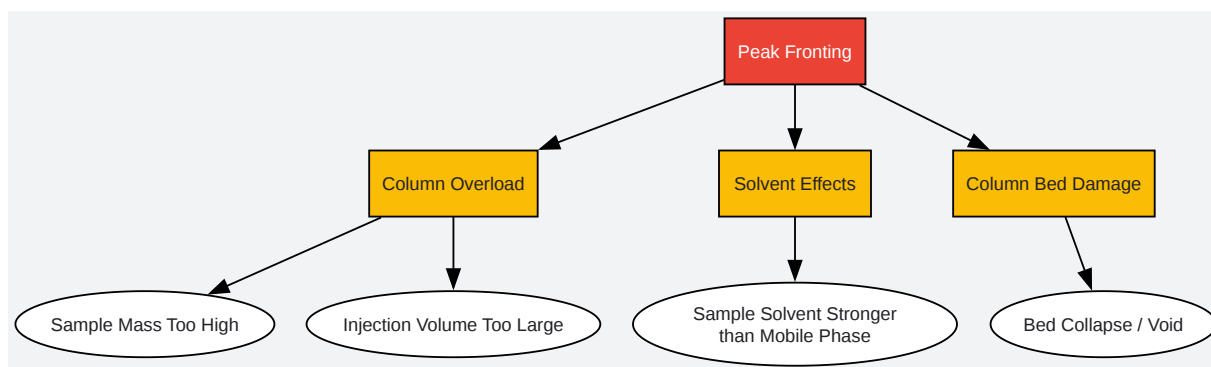 Peak Fronting
Column Overload
Solvent Effects
Column Bed Damage
Sample Mass Too High
Injection Volume Too Large
Sample Solvent Stronger
than Mobile Phase
Bed Collapse / Void